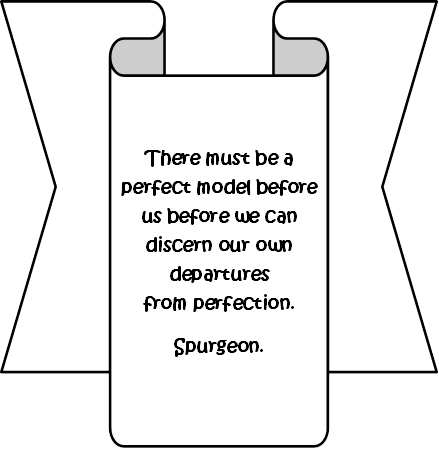 There must be a
perfect model before
us before we can
discern our own
departures
from perfection.
Spurgeon.